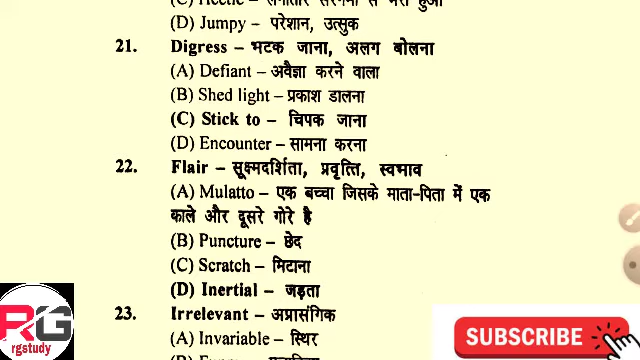 (D) Jumpy – परेशान, उत्सुक
21. Digress – भटक जाना, अलग बोलना
(A) Defiant – अवैज्ञा करने वाला
(B) Shed light – प्रकाश डालना
(C) Stick to – चिपक जाना
(D) Encounter – सामना करना
22. Flair – सूक्ष्मदर्शिता, प्रवृत्ति, स्वभाव
(A) Mulatto – एक बच्चा जिसके माता-पिता में एक
काले और दूसरे गोरे है
(B) Puncture – छेद
(C) Scratch – मिटाना
(D) Inertial – जड़ता
23. Irrelevant – अप्रासंगिक
(A) Invariable – स्थिर
RG
rgstudy
SUBSCRIBE